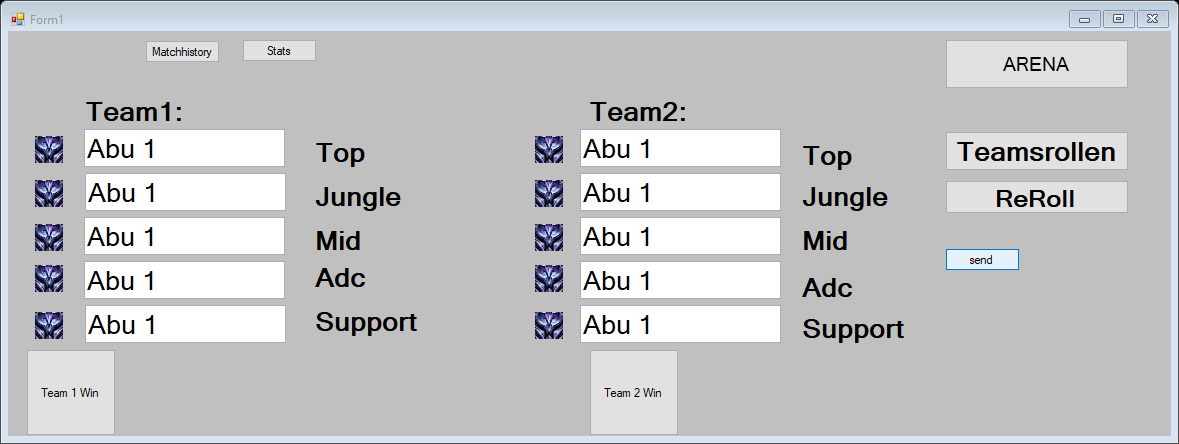 Form1
Matchhistory
Stats
ARENA
Team1:
Team2:
Abu 1
Top
Abu 1
Top
Teamsrollen
Abu 1
Jungle
Abu 1
Jungle
ReRoll
Abu 1
Mid
Abu 1
Mid
send
Abu 1
Adc
Abu 1
Adc
Abu 1
Support
Abu 1
Support
Team 1 Win
Team 2 Win